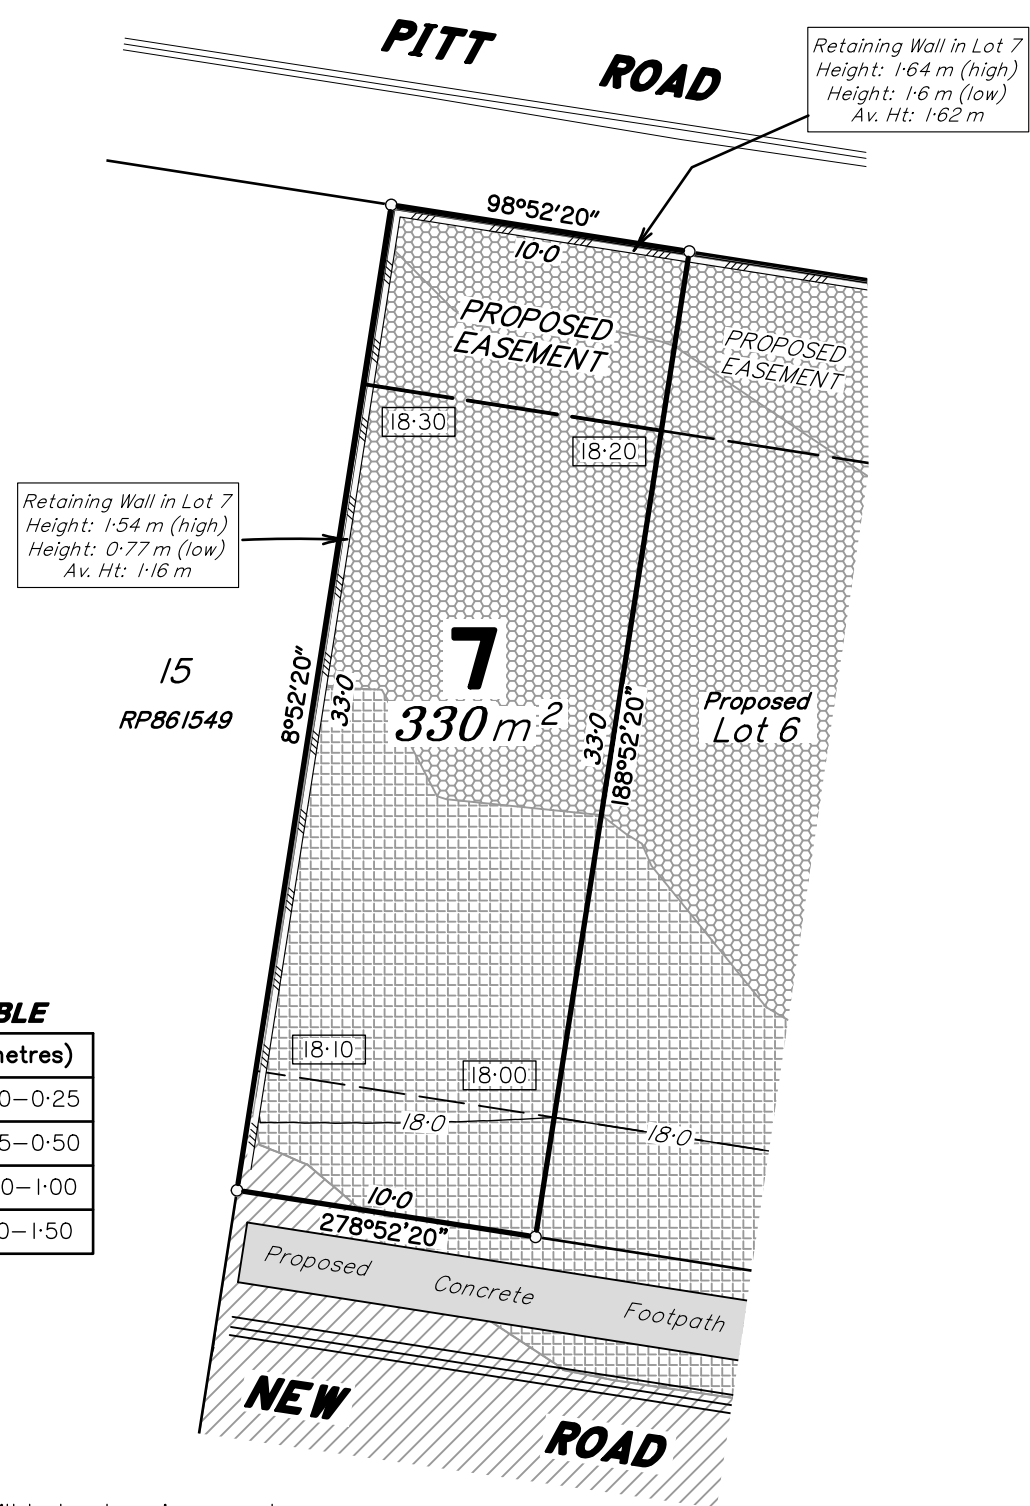 PITT ROAD
Retaining Wall in Lot 7
Height: 1·64 m (high)
Height: 1·6 m (low)
Av. Ht: 1·62 m
98°52'20"
10·0
PROPOSED
EASEMENT
PROPOSED
EASEMENT
18·30
18·20
Retaining Wall in Lot 7
Height: 1·54 m (high)
Height: 0·77 m (low)
Av. Ht: 1·16 m
7
330 m²
15
RP861549
8°52'20"
33·0
33·0
188°52'20"
Proposed
Lot 6
BLE
netres)
0–0·25
5–0·50
0–1·00
0–1·50
18·10
18·00
18·0
18·0
10·0
278°52'20"
Proposed Concrete Footpath
NEW ROAD